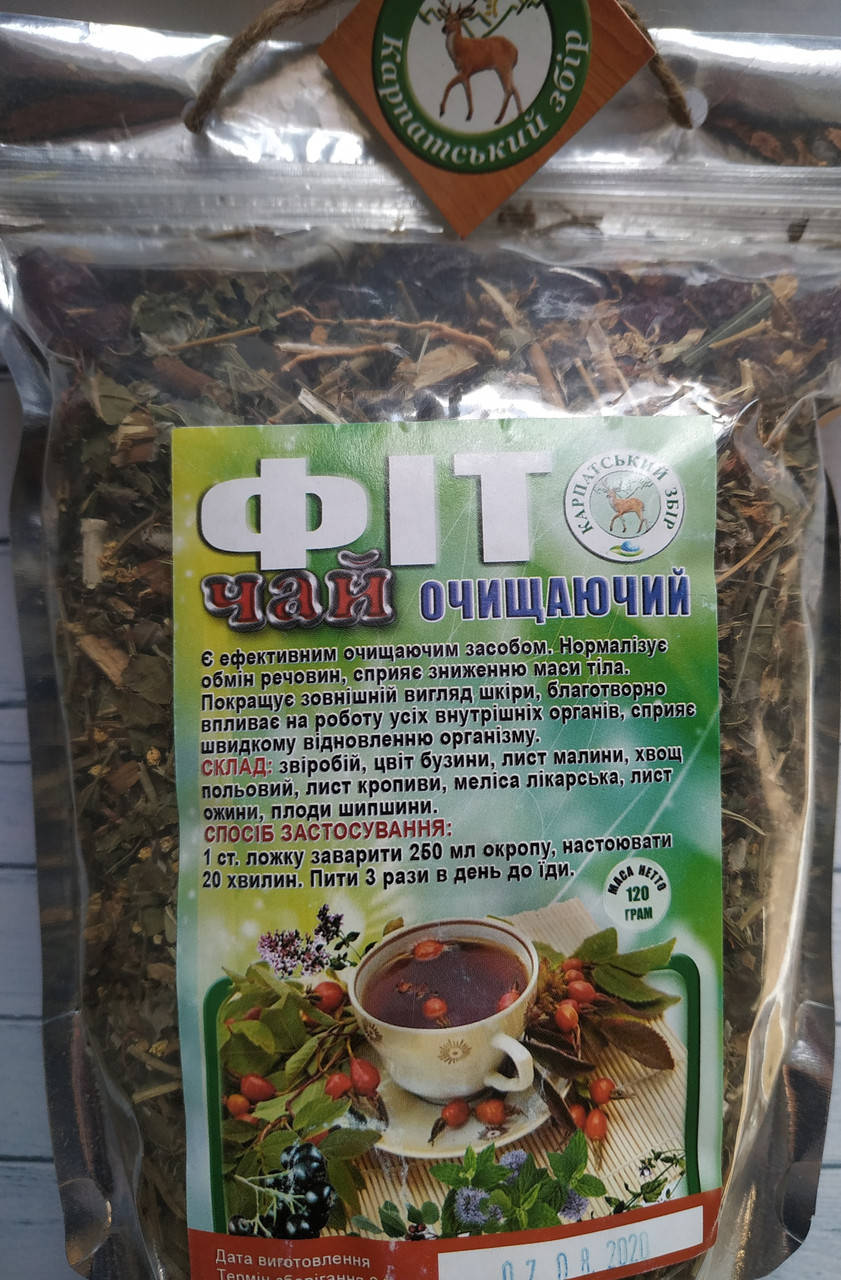 Карпатський збір
ФІТ
КАРПАТСЬКИЙ ЗБІР
чай ОЧИЩАЮЧИЙ
Є ефективним очищаючим засобом. Нормалізує
обмін речовин, сприяє зниженню маси тіла.
Покращує зовнішній вигляд шкіри, благотворно
впливає на роботу усіх внутрішніх органів, сприяє
швидкому відновленню організму.
СКЛАД: звіробій, цвіт бузини, лист малини, хвощ
польовий, лист кропиви, меліса лікарська, лист
ожини, плоди шипшини.
СПОСІБ ЗАСТОСУВАННЯ:
1 ст. ложку заварити 250 мл окропу, настоювати
20 хвилин. Пити 3 рази в день до їди.
МАСА НЕТТО
120
ГРАМ
Дата виготовлення
07.08.2020
Термін зберігання